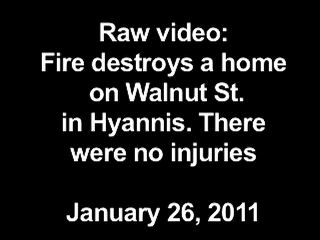 Raw video:
Fire destroys a home
on Walnut St.
in Hyannis. There
were no injuries
January 26, 2011